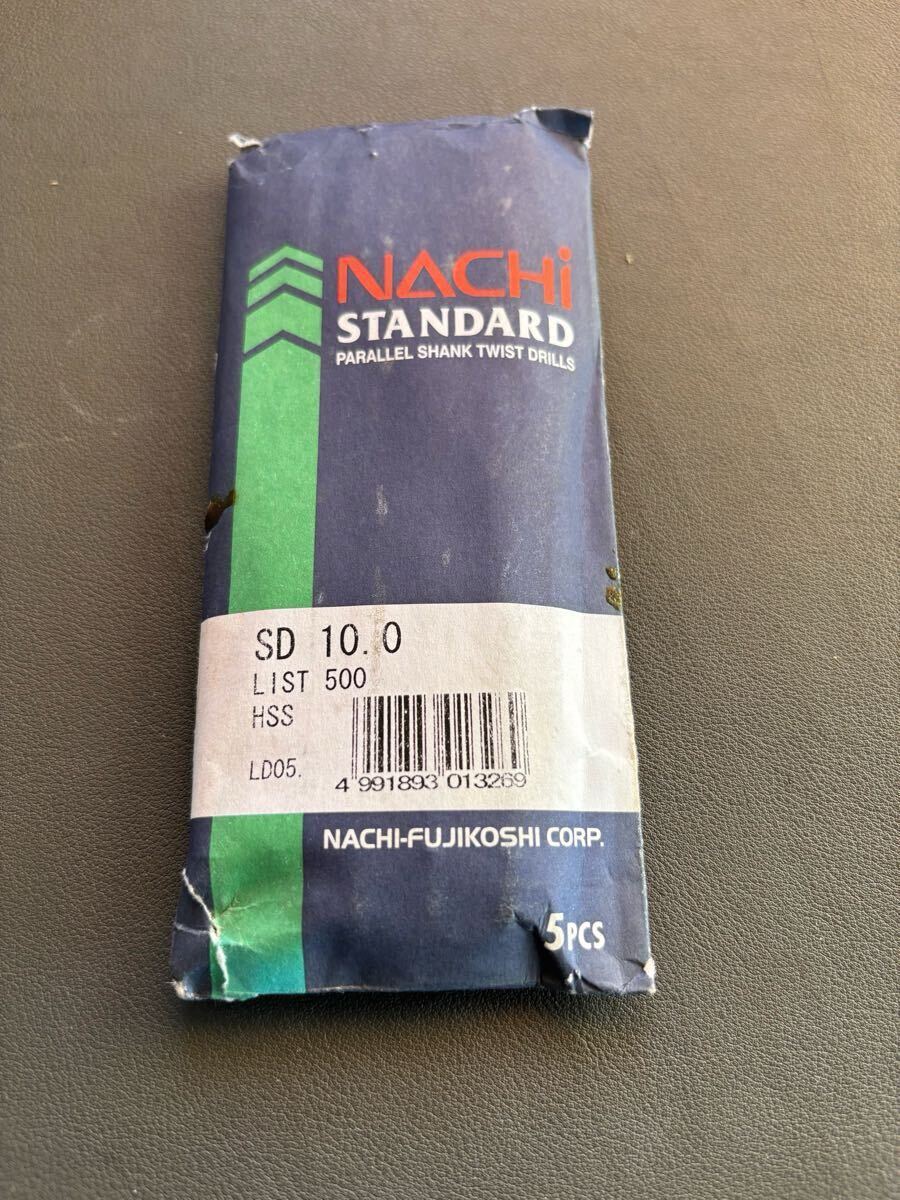 NACHi
STANDARD
PARALLEL SHANK TWIST DRILLS
SD 10.0
LIST 500
HSS
LD05.
4 991893 013269
NACHI-FUJIKOSHI CORP.
5PCS